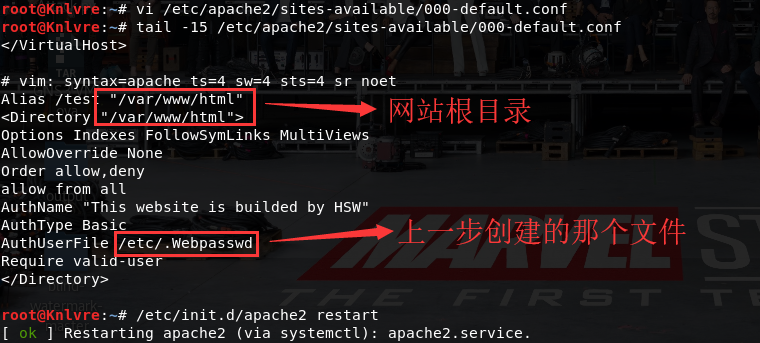 root@Knlvre:~# vi /etc/apache2/sites-available/000-default.conf
root@Knlvre:~# tail -15 /etc/apache2/sites-available/000-default.conf
</VirtualHost>
# vim: syntax=apache ts=4 sw=4 sts=4 sr noet
Alias /test "/var/www/html"
<Directory "/var/www/html">
网站根目录
Options Indexes FollowSymLinks MultiViews
AllowOverride None
Order allow,deny
allow from all
AuthName "This website is builded by HSW"
AuthType Basic
AuthUserFile /etc/.Webpasswd
上一步创建的那个文件
Require valid-user
</Directory>
root@Knlvre:~# /etc/init.d/apache2 restart
[ ok ] Restarting apache2 (via systemctl): apache2.service.
MARVEL ST
THE FIRST TE